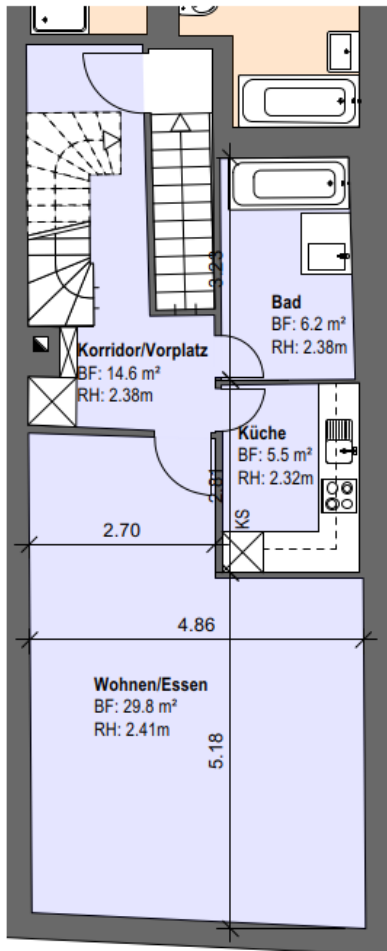 3.23
Bad
BF: 6.2 m²
RH: 2.38m
Korridor/Vorplatz
BF: 14.6 m²
RH: 2.38m
Küche
BF: 5.5 m²
RH: 2.32m
2.81
KS
2.70
4.86
Wohnen/Essen
BF: 29.8 m²
RH: 2.41m
5.18